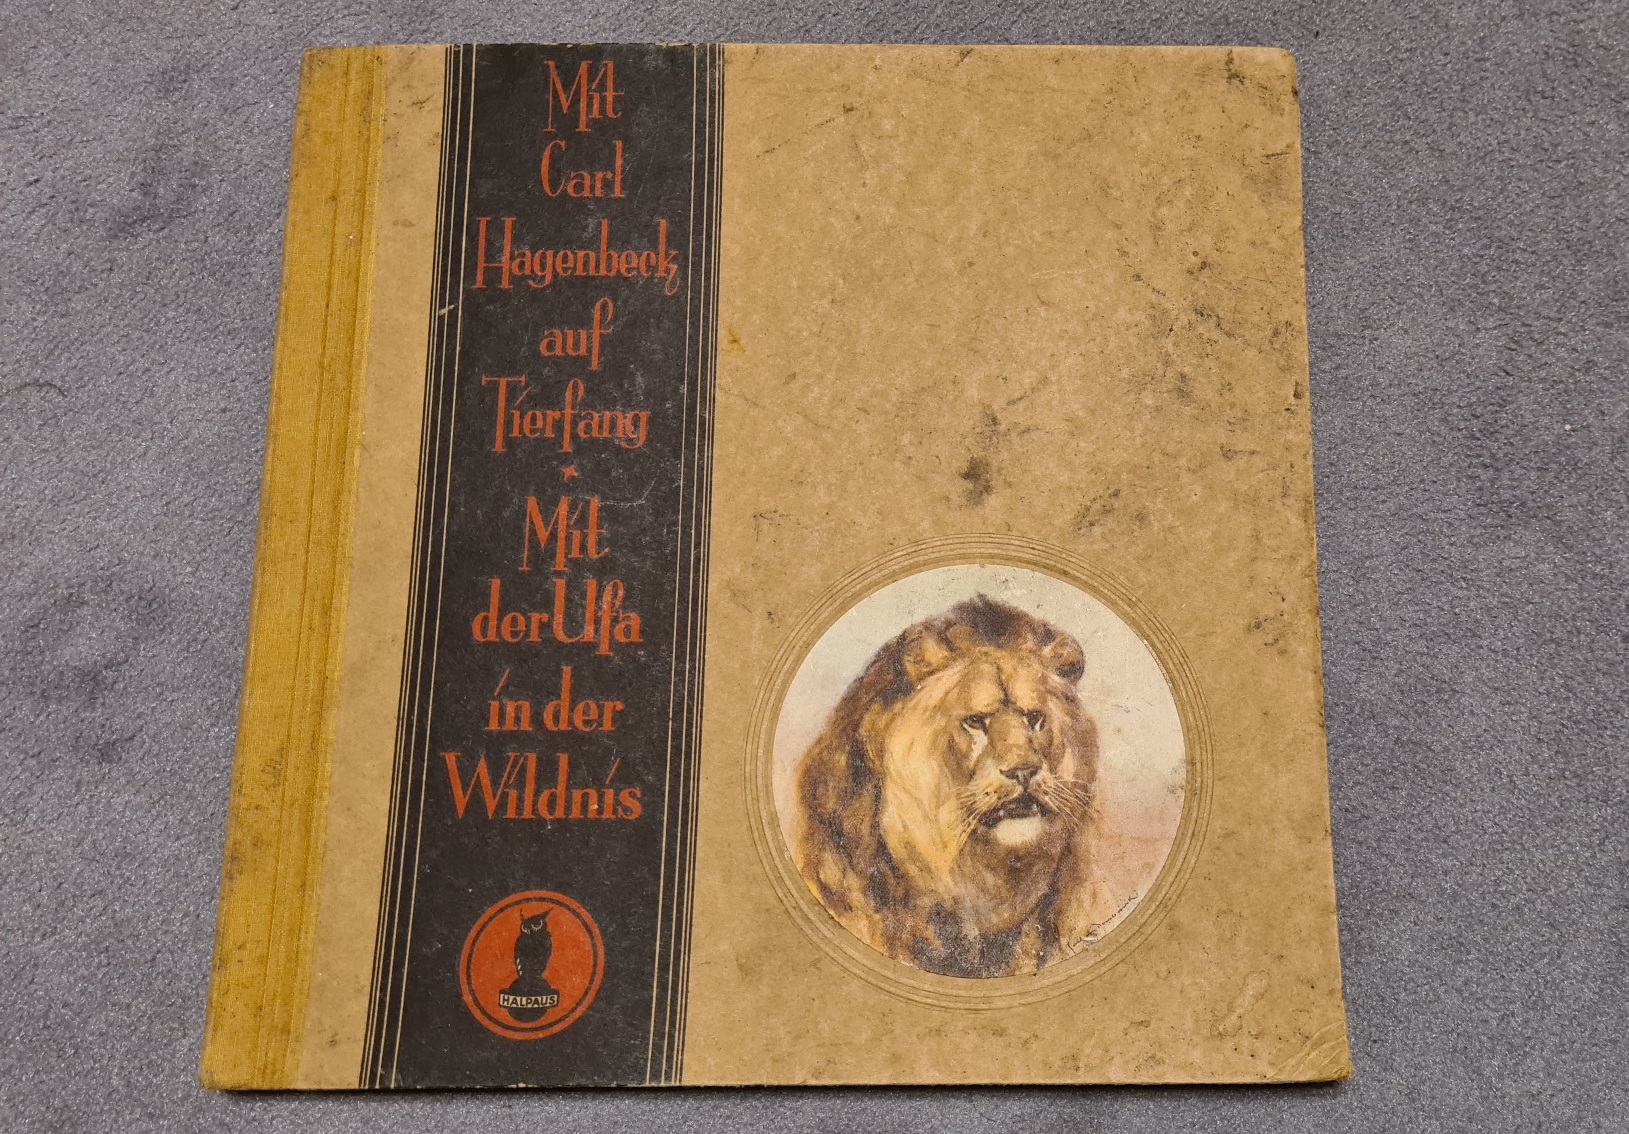 Mit
Carl
Hagenbeck
auf
Tierfang
Mit
der Ufa
in der
Wildnis
HALPAUS